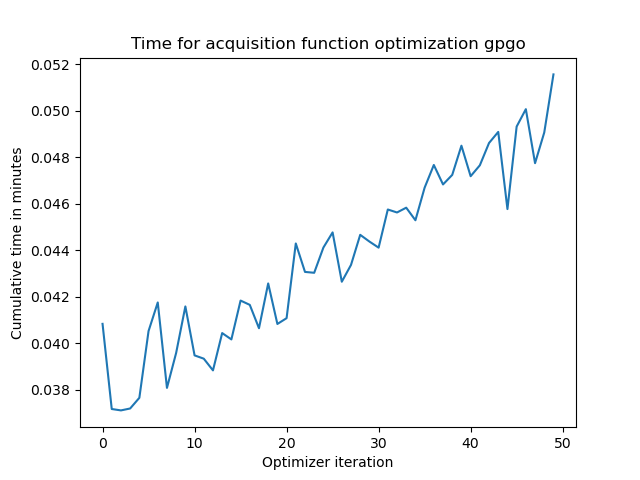 Time for acquisition function optimization gpgo
0.052
0.050
0.048
0.046
0.044
0.042
0.040
0.038
Cumulative time in minutes
0 10 20 30 40 50
Optimizer iteration